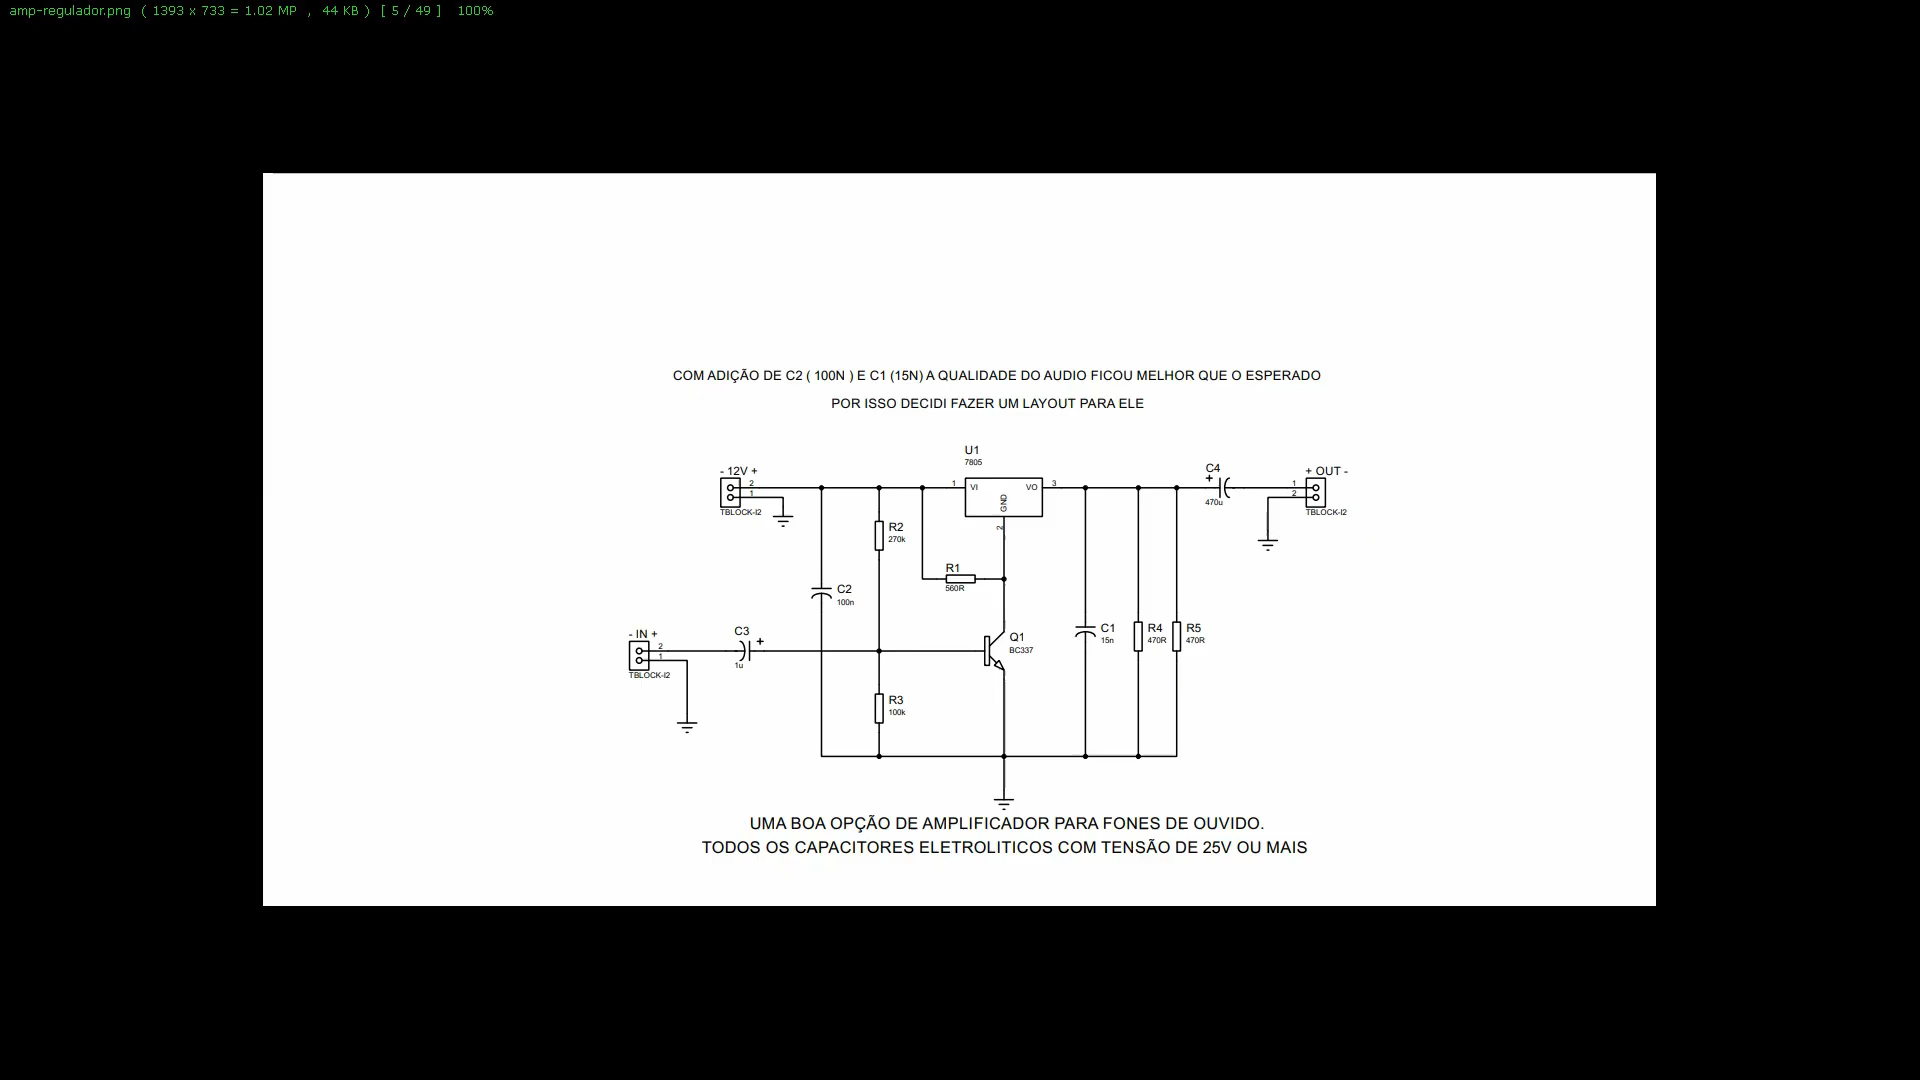 amp-regulador.png ( 1393 x 733 = 1.02 MP , 44 KB ) [ 5 / 49 ] 100%
COM ADIÇÃO DE C2 ( 100N ) E C1 (15N) A QUALIDADE DO AUDIO FICOU MELHOR QUE O ESPERADO
POR ISSO DECIDI FAZER UM LAYOUT PARA ELE
U1
7805
- 12V +
2
1
TBLOCK-I2
1
VI
VO
3
GND
2
C4
+
470u
+ OUT -
1
2
TBLOCK-I2
R2
270k
R1
560R
C2
100n
- IN +
2
1
TBLOCK-I2
C3
+
1u
Q1
BC337
C1
15n
R4
470R
R5
470R
R3
100k
UMA BOA OPÇÃO DE AMPLIFICADOR PARA FONES DE OUVIDO.
TODOS OS CAPACITORES ELETROLITICOS COM TENSÃO DE 25V OU MAIS